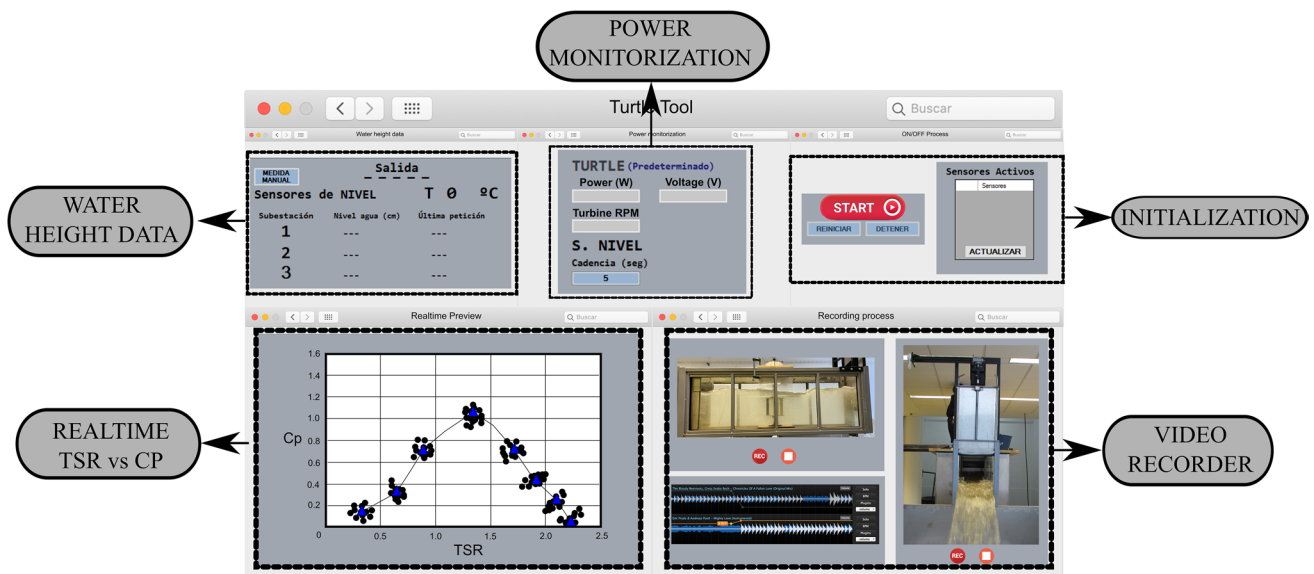 POWER
MONITORIZATION
Turtle Tool
Buscar
Water height data
Buscar
Power monitorization
Buscar
ON/OFF Process
Buscar
WATER
HEIGHT DATA
MEDIDA
MANUAL
Salida
- - - - -
Sensores de NIVEL T 0 ºC
Subestación Nivel agua (cm) Última petición
1 --- ---
2 --- ---
3 --- ---
TURTLE (Predeterminado)
Power (W) Voltage (V)
Turbine RPM
S. NIVEL
Cadencia (seg)
5
START
REINICIAR DETENER
Sensores Activos
Sensores
ACTUALIZAR
INITIALIZATION
Realtime Preview
Buscar
Recording process
Buscar
REALTIME
TSR vs CP
1.6
1.4
1.2
1.0
Cp
0.8
0.6
0.4
0.2
0 0.5 1.0 1.5 2.0 2.5
TSR
REC
REC
VIDEO
RECORDER